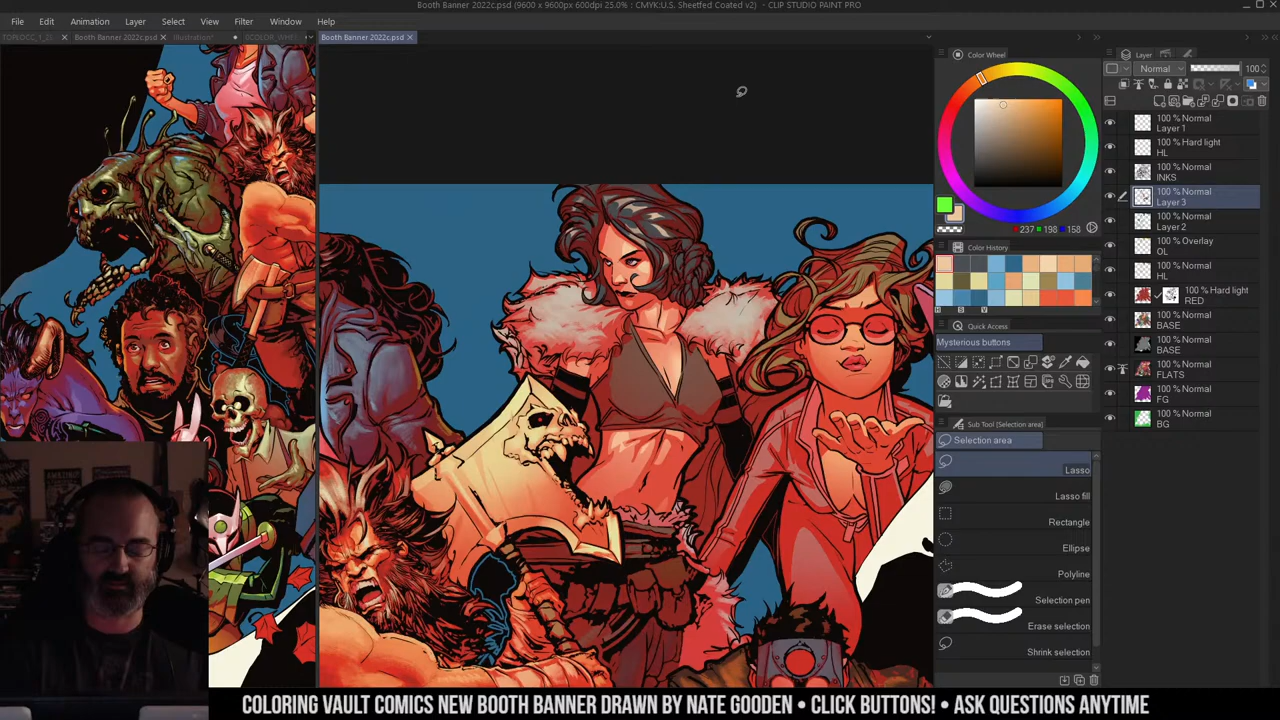 Booth Banner 2022c.psd (9600 x 9600px 600dpi 25.0% : CMYK:U.S. Sheetfed Coated v2) - CLIP STUDIO PAINT PRO
File Edit Animation Layer Select View Filter Window Help
Booth Banner 2022c.psd
Illustration*
Booth Banner 2022c.psd
Color Wheel
237 198 158
Color History
H S V
Quick Access
Mysterious buttons
Sub Tool [Selection area]
Selection area
Lasso
Lasso fill
Rectangle
Ellipse
Polyline
Selection pen
Erase selection
Shrink selection
Layer
Normal 100
100 % Normal
Layer 1
100 % Hard light
HL
100 % Normal
INKS
100 % Normal
Layer 3
100 % Normal
Layer 2
100 % Overlay
OL
100 % Normal
HL
100 % Hard light
RED
100 % Normal
BASE
100 % Normal
BASE
100 % Normal
FLATS
100 % Normal
FG
100 % Normal
BG
COLORING VAULT COMICS NEW BOOTH BANNER DRAWN BY NATE GOODEN • CLICK BUTTONS! • ASK QUESTIONS ANYTIME